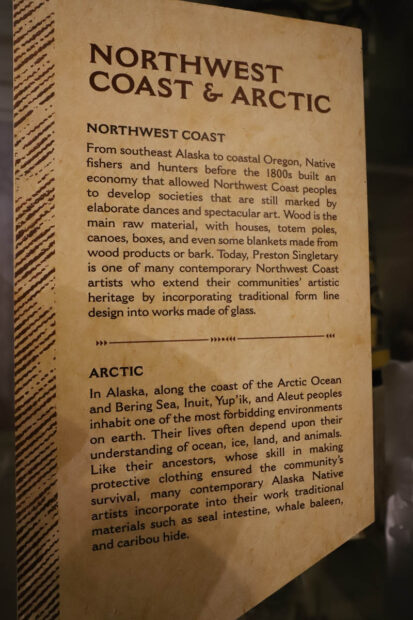 NORTHWEST
COAST & ARCTIC
NORTHWEST COAST
From southeast Alaska to coastal Oregon, Native
fishers and hunters before the 1800s built an
economy that allowed Northwest Coast peoples
to develop societies that are still marked by
elaborate dances and spectacular art. Wood is the
main raw material, with houses, totem poles,
canoes, boxes, and even some blankets made from
wood products or bark. Today, Preston Singletary
is one of many contemporary Northwest Coast
artists who extend their communities' artistic
heritage by incorporating traditional form line
design into works made of glass.
ARCTIC
In Alaska, along the coast of the Arctic Ocean
and Bering Sea, Inuit, Yup'ik, and Aleut peoples
inhabit one of the most forbidding environments
on earth. Their lives often depend upon their
understanding of ocean, ice, land, and animals.
Like their ancestors, whose skill in making
protective clothing ensured the community's
survival, many contemporary Alaska Native
artists incorporate into their work traditional
materials such as seal intestine, whale baleen,
and caribou hide.